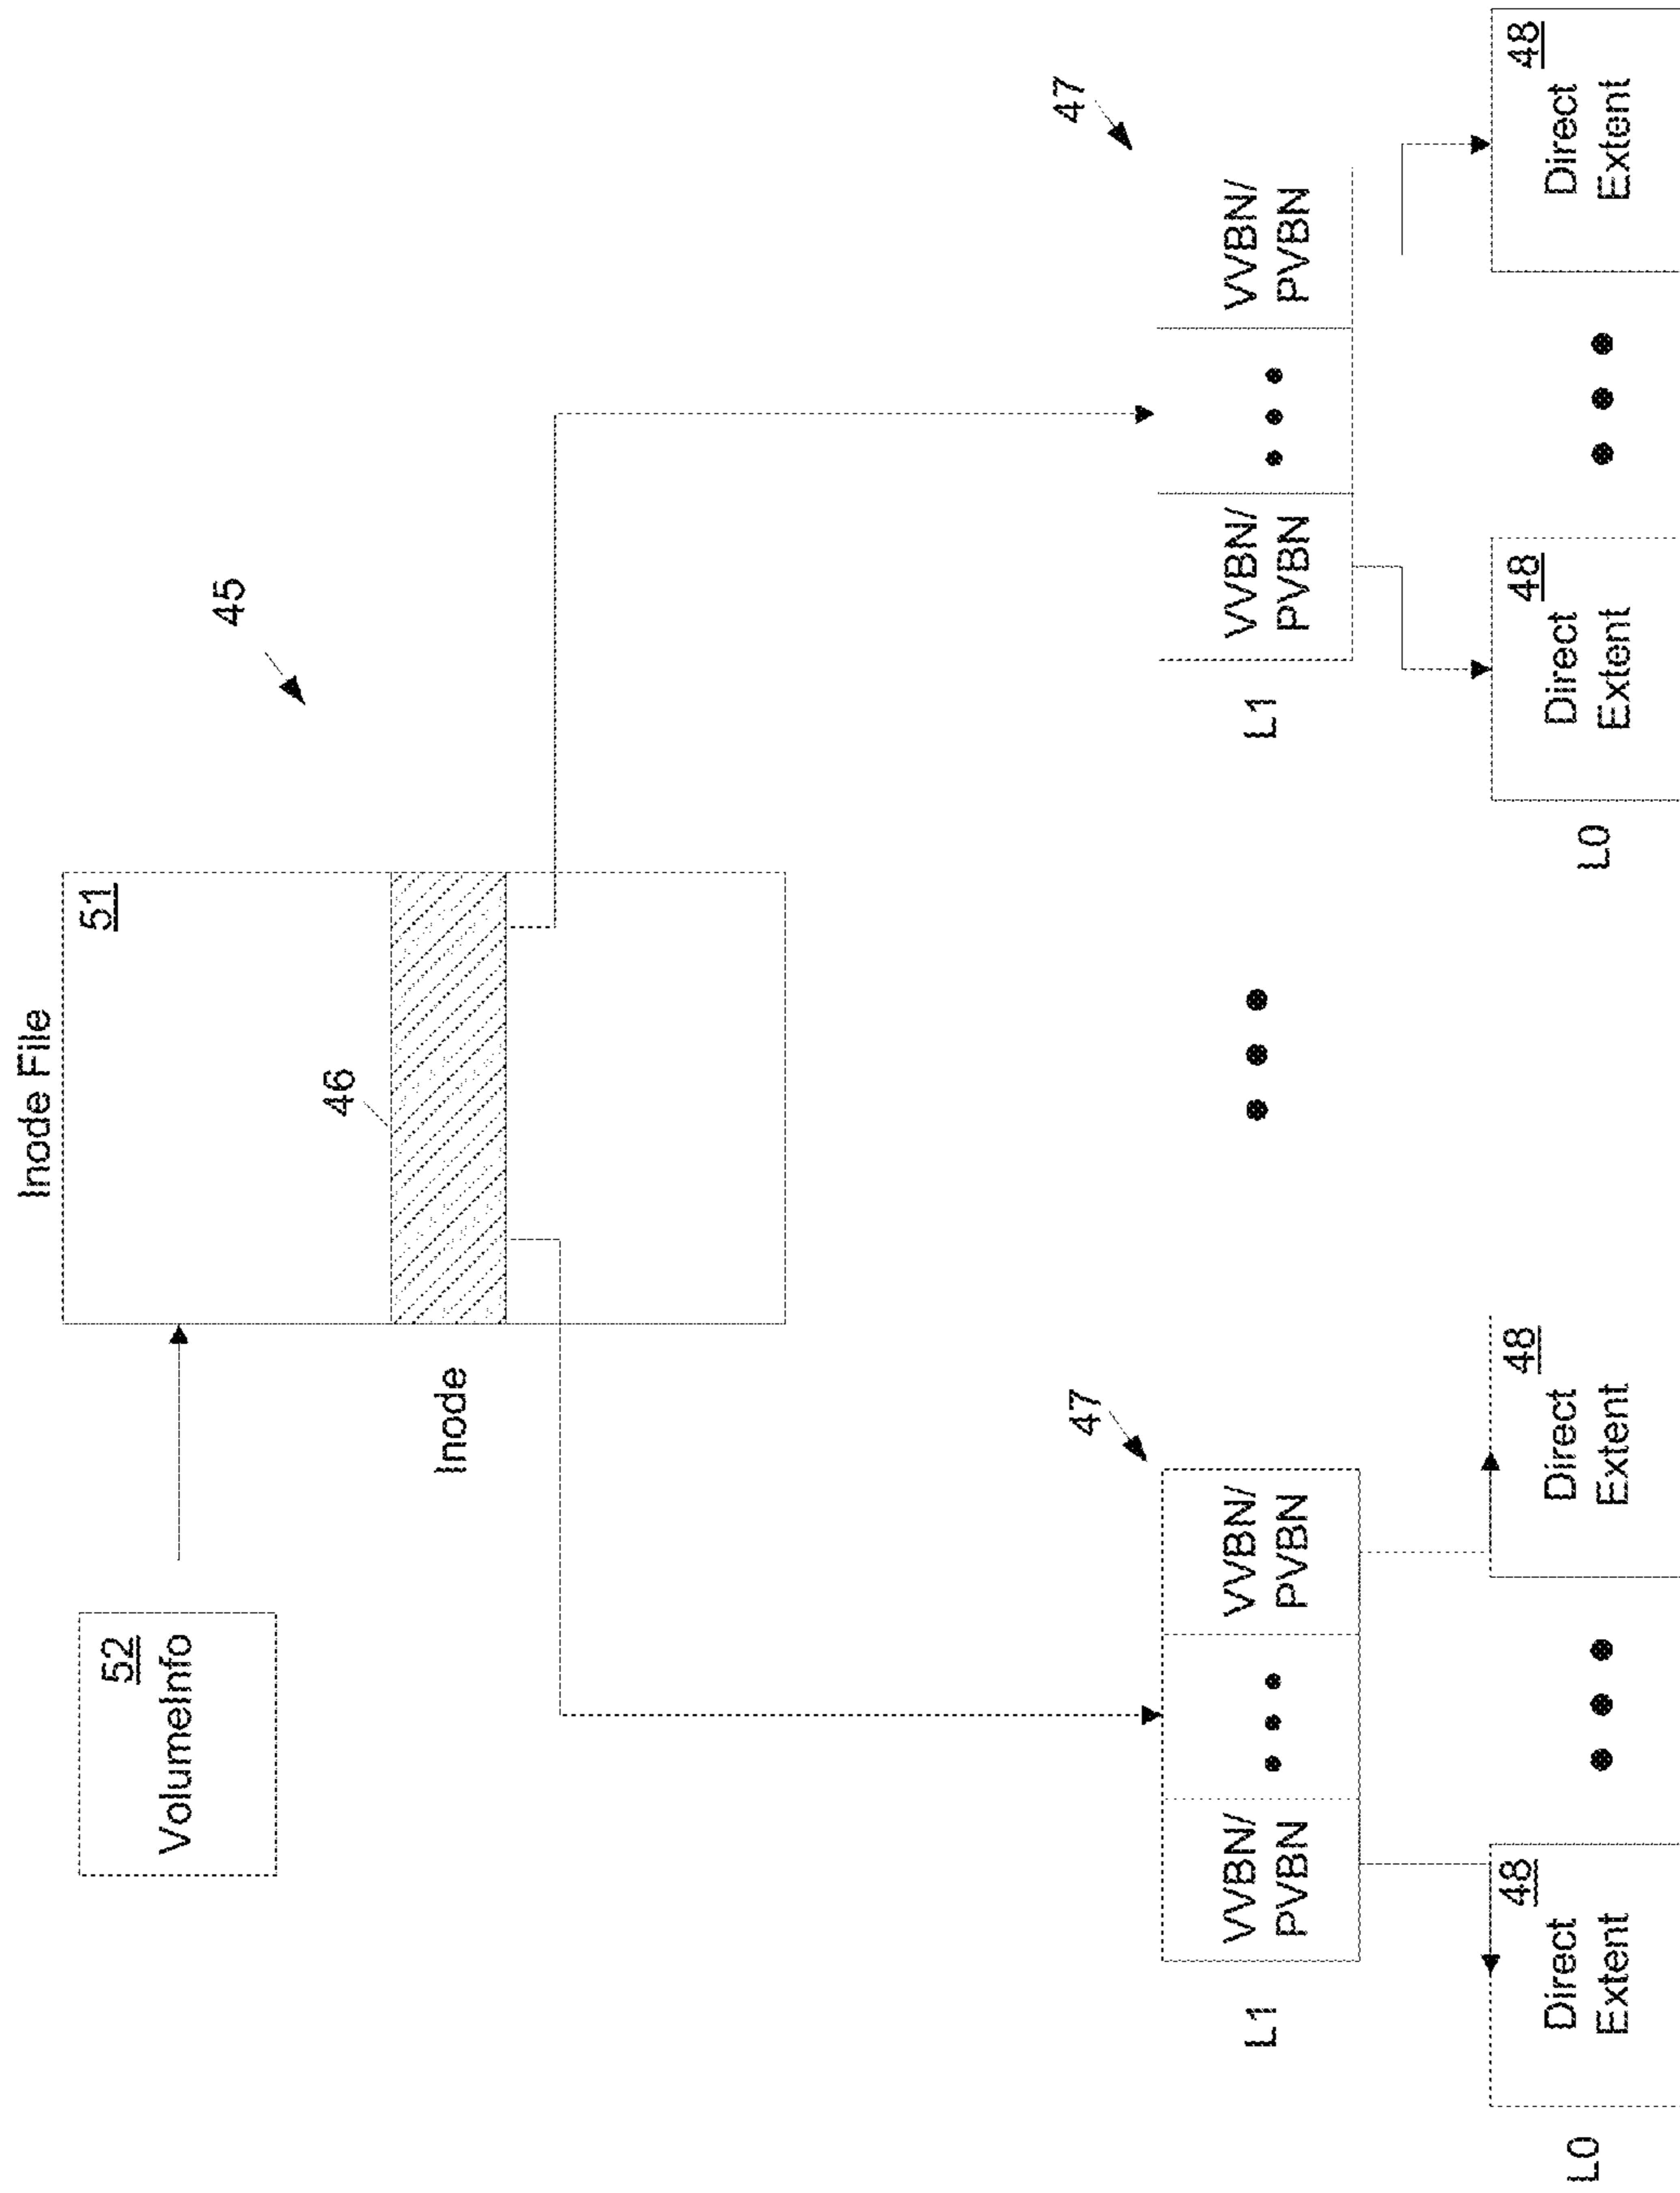 Inode File
52
VolumeInfo
51
45
46
Inode
47
47
L1
VVBN/
PVBN
VVBN/
PVBN
L1
VVBN/
PVBN
VVBN/
PVBN
L0
48
Direct
Extent
48
Direct
Extent
L0
48
Direct
Extent
48
Direct
Extent